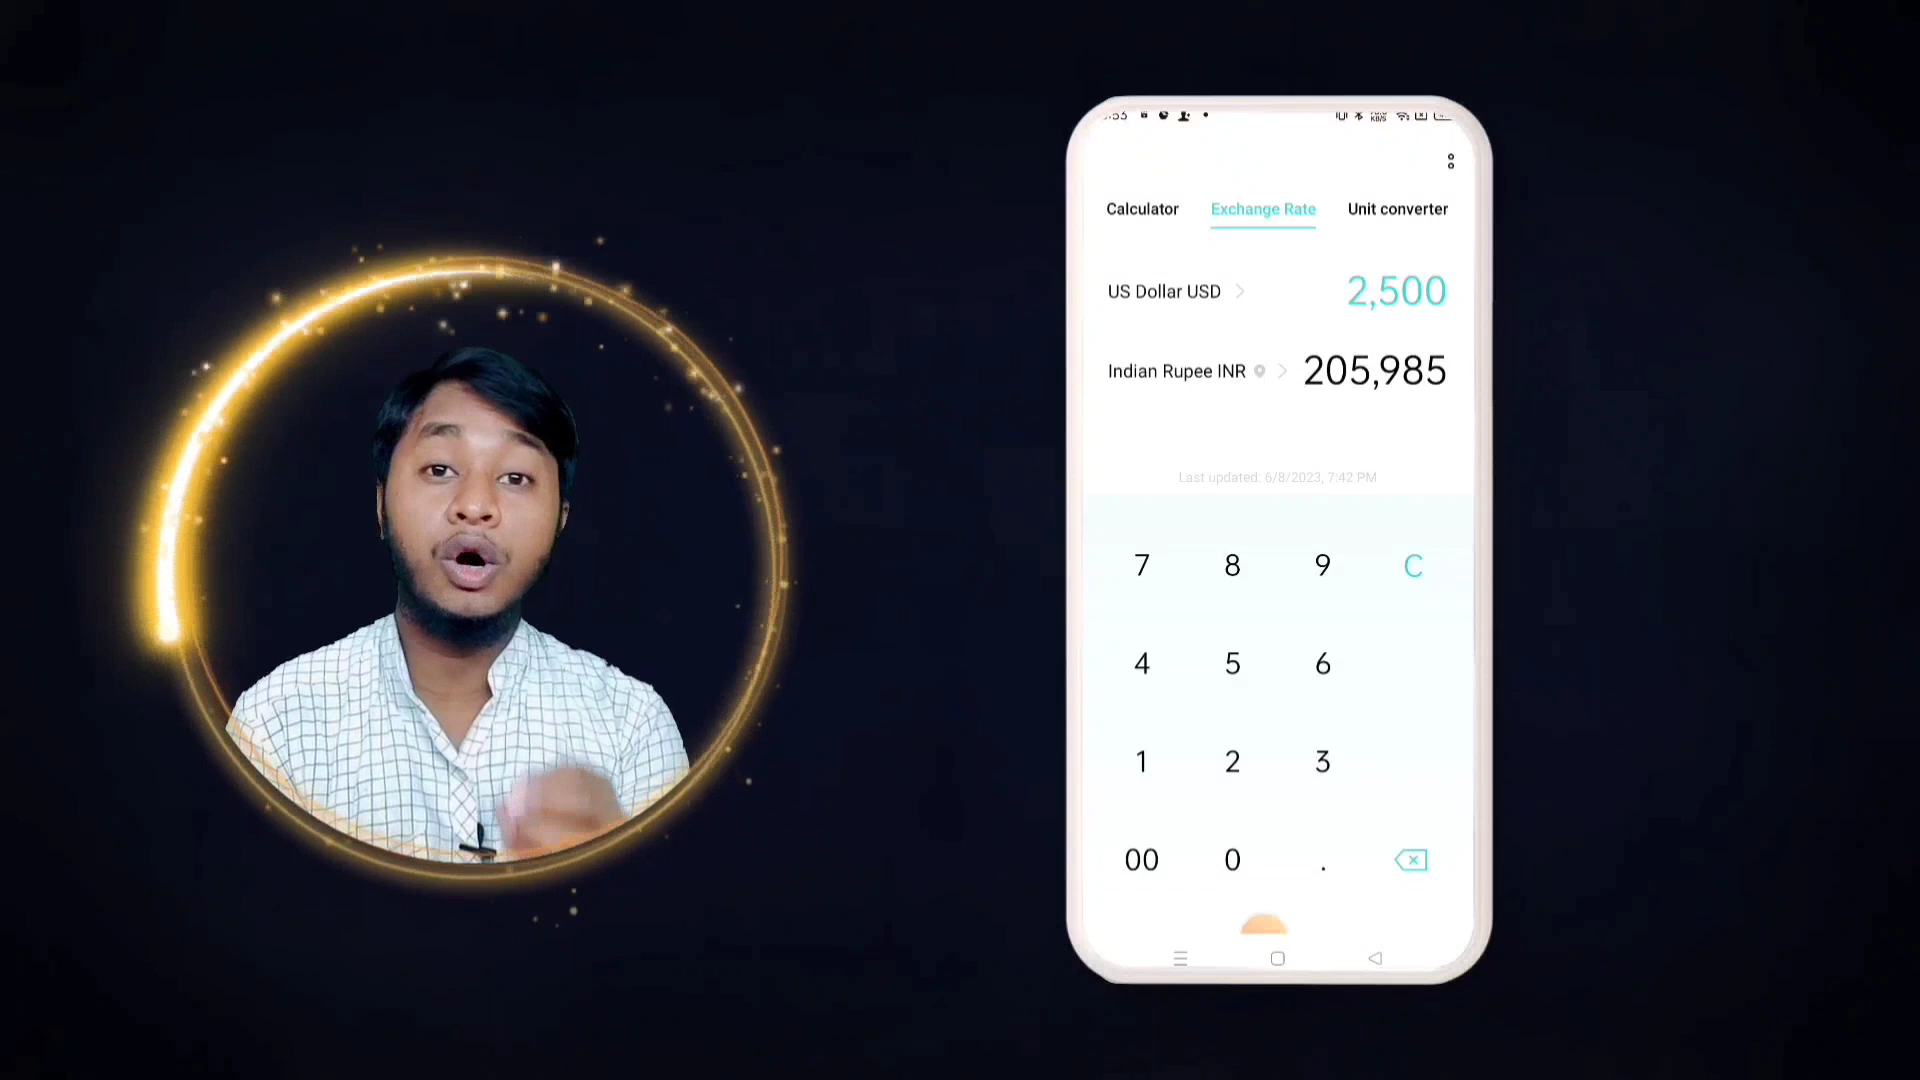 Calculator Exchange Rate Unit converter
US Dollar USD 2,500
Indian Rupee INR 205,985
Last updated: 6/8/2023, 7:42 PM
7 8 9 C
4 5 6
1 2 3
00 0 .